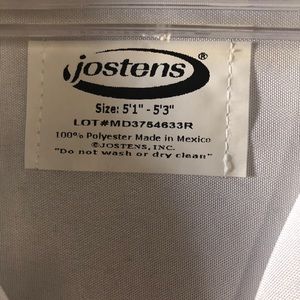 Jostens®
Size: 5'1" - 5'3"
LOT#MD3764633R
100% Polyester Made in Mexico
©JOSTENS, INC.
"Do not wash or dry clean"